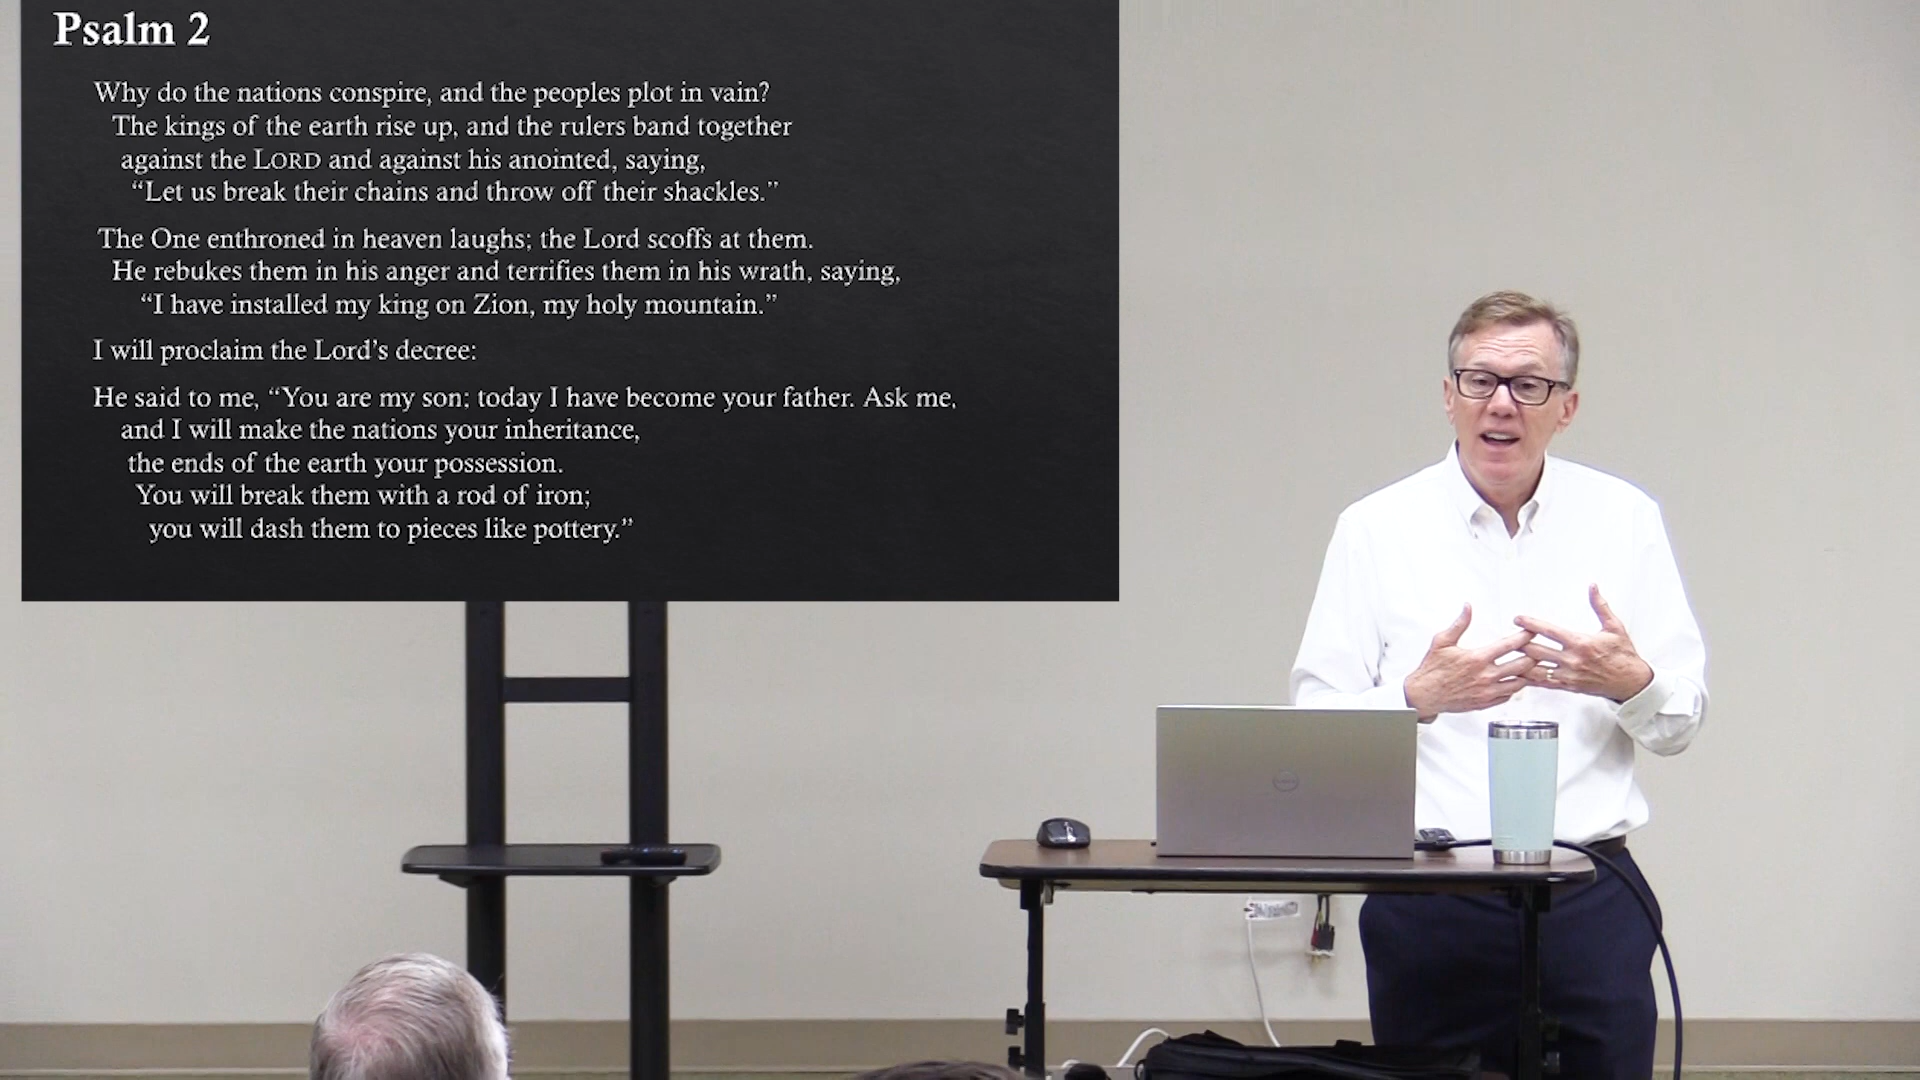 Psalm 2
Why do the nations conspire, and the peoples plot in vain?
The kings of the earth rise up, and the rulers band together
against the LORD and against his anointed, saying,
“Let us break their chains and throw off their shackles.”
The One enthroned in heaven laughs; the Lord scoffs at them.
He rebukes them in his anger and terrifies them in his wrath, saying,
“I have installed my king on Zion, my holy mountain.”
I will proclaim the Lord’s decree:
He said to me, “You are my son; today I have become your father. Ask me,
and I will make the nations your inheritance,
the ends of the earth your possession.
You will break them with a rod of iron;
you will dash them to pieces like pottery.”